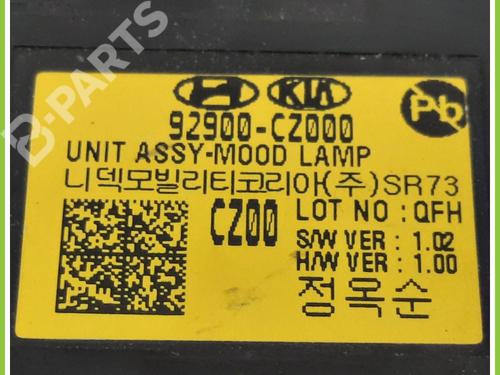 B-PARTS
KIA
Pb
92900-CZ000
UNIT ASSY-MOOD LAMP
니덱모빌리티코리아(주)SR73
CZ00
LOT NO : QFH
S/W VER : 1.02
H/W VER : 1.00
정옥순